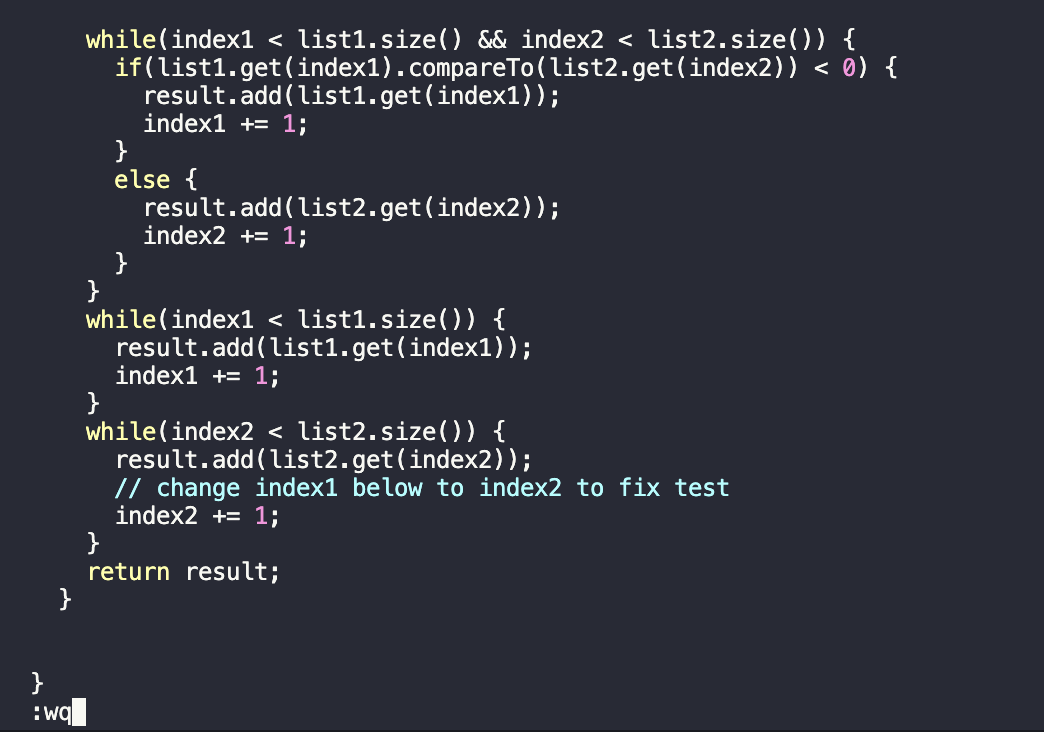 while(index1 < list1.size() && index2 < list2.size()) {
      if(list1.get(index1).compareTo(list2.get(index2)) < 0) {
        result.add(list1.get(index1));
        index1 += 1;
      }
      else {
        result.add(list2.get(index2));
        index2 += 1;
      }
    }
    while(index1 < list1.size()) {
      result.add(list1.get(index1));
      index1 += 1;
    }
    while(index2 < list2.size()) {
      result.add(list2.get(index2));
      // change index1 below to index2 to fix test
      index2 += 1;
    }
    return result;
  }
}
:wq